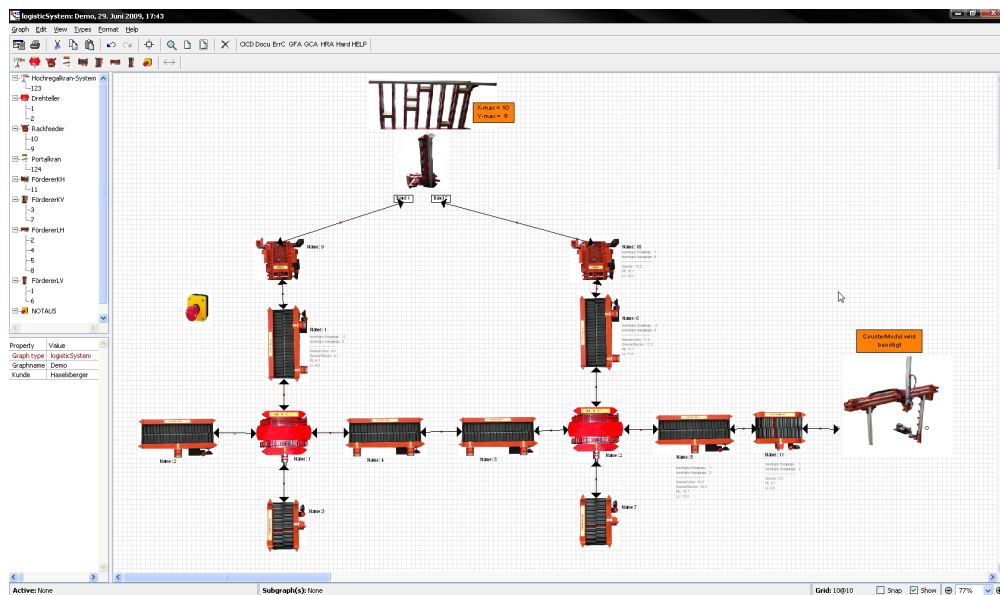 logisticSystem: Demo, 29. Juni 2009, 17:43
Graph Edit View Types Format Help
CICD Docu ErrC GFA GCA HRA Hard HELP
Hochregalkran-System
123
Drehteller
1
2
Rackfeeder
10
9
Portalkran
124
FördererKH
11
FördererKV
3
7
FördererLH
2
4
5
8
FördererLV
1
6
NOTAUS
Property Value
Graph type logisticSystem
Graphname Demo
Kunde Haselsberger
X-max = 10
Y-max = 5
Name: 9
Name: 10
Name: 1
Name: 6
CounterModul wird
benötigt
Name: 2
Name: 1
Name: 4
Name: 5
Name: 2
Name: 8
Name: 11
Name: 3
Name: 7
Active: None
Subgraph(s): None
Grid: 10@10
Snap
Show
77%